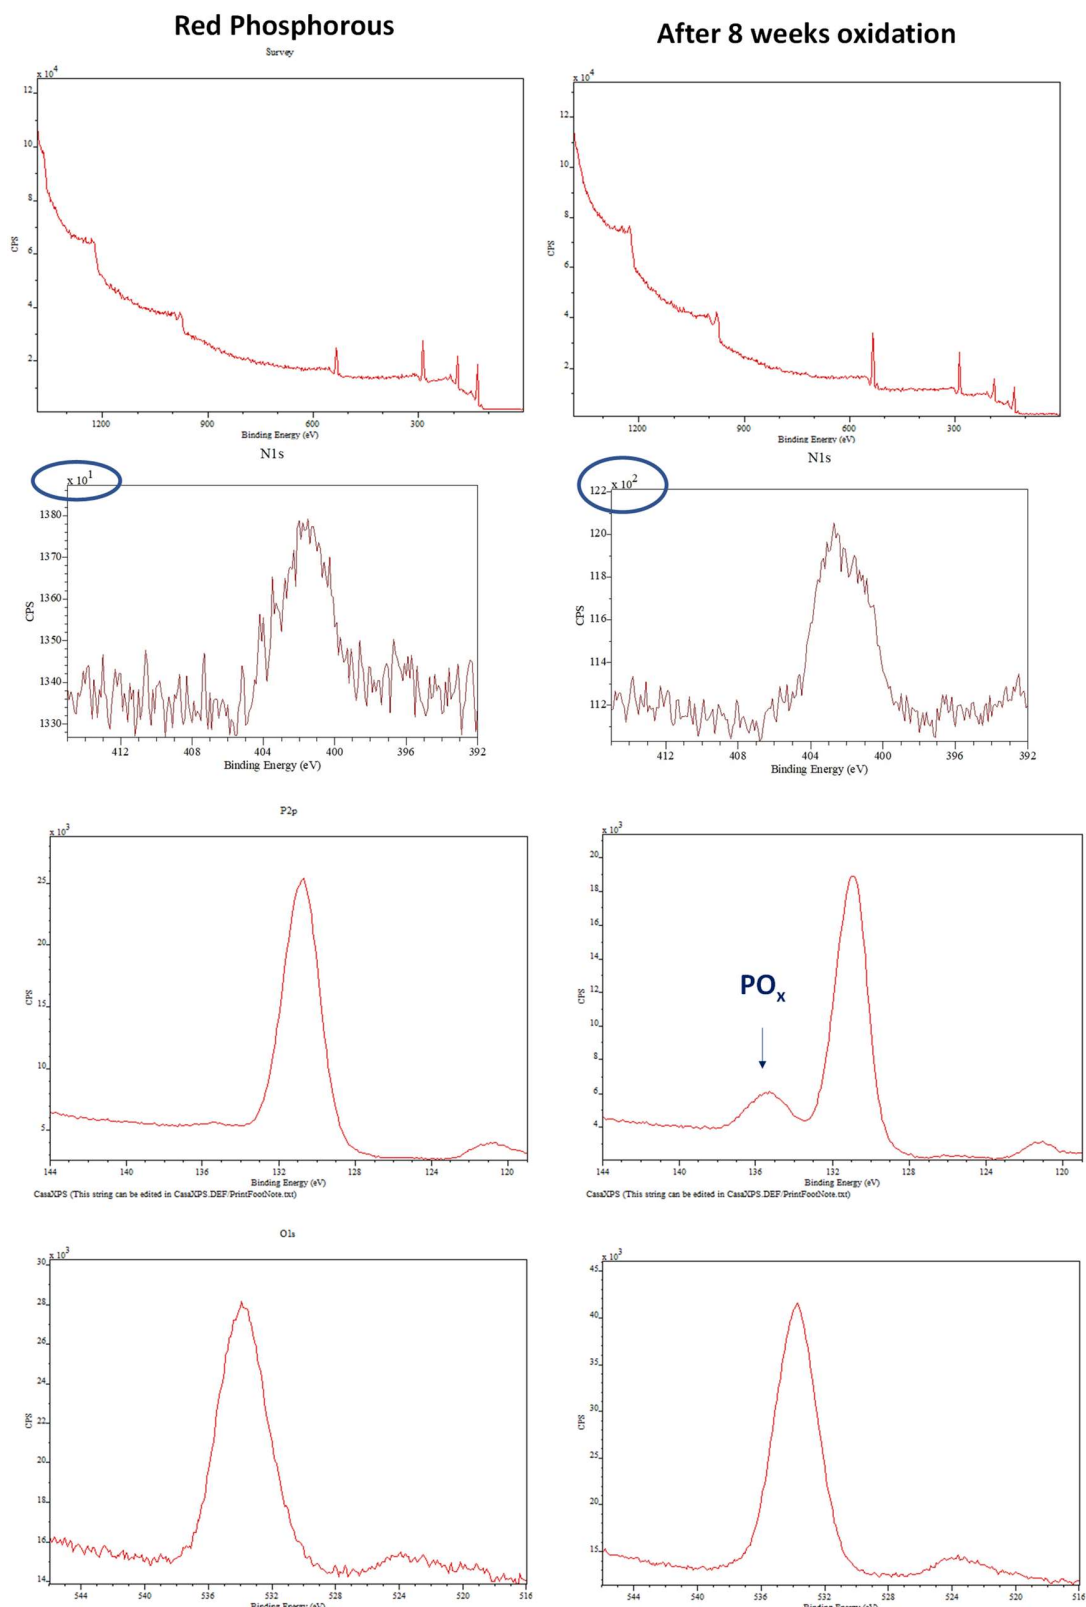 Red Phosphorous
After 8 weeks oxidation
Survey
x 10^4
12
10
8
6
4
2
CPS
1200 900 600 300
Binding Energy (eV)
x 10^4
12
10
8
6
4
2
CPS
1200 900 600 300
Binding Energy (eV)
N1s
x 10^1
1380
1370
1360
1350
1340
1330
CPS
412 408 404 400 396 392
Binding Energy (eV)
N1s
122 x 10^2
120
118
116
114
112
CPS
412 408 404 400 396 392
Binding Energy (eV)
P2p
x 10^3
25
20
15
10
5
CPS
144 140 136 132 128 124 120
Binding Energy (eV)
CasaXPS (This string can be edited in CasaXPS.DEF/PrintFootNote.txt)
x 10^3
20
18
16
14
12
10
8
6
4
CPS
POx
144 140 136 132 128 124 120
Binding Energy (eV)
CasaXPS (This string can be edited in CasaXPS.DEF/PrintFootNote.txt)
O1s
30 x 10^3
28
26
24
22
20
18
16
14
CPS
544 540 536 532 528 524 520 516
Binding Energy (eV)
x 10^3
45
40
35
30
25
20
15
CPS
544 540 536 532 528 524 520 516
Binding Energy (eV)